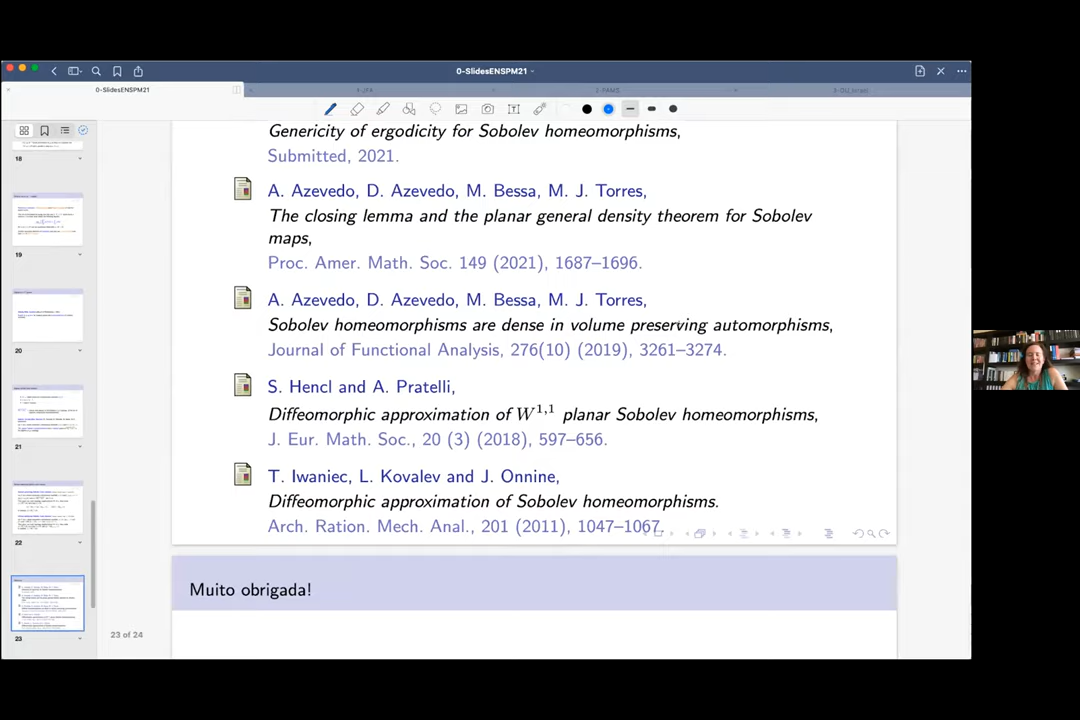 0-SlidesENSPM21
0-SlidesENSPM21
2-PAMS
Genericity of ergodicity for Sobolev homeomorphisms,
Submitted, 2021.
A. Azevedo, D. Azevedo, M. Bessa, M. J. Torres,
The closing lemma and the planar general density theorem for Sobolev
maps,
Proc. Amer. Math. Soc. 149 (2021), 1687–1696.
A. Azevedo, D. Azevedo, M. Bessa, M. J. Torres,
Sobolev homeomorphisms are dense in volume preserving automorphisms,
Journal of Functional Analysis, 276(10) (2019), 3261–3274.
S. Hencl and A. Pratelli,
Diffeomorphic approximation of W^{1,1} planar Sobolev homeomorphisms,
J. Eur. Math. Soc., 20 (3) (2018), 597–656.
T. Iwaniec, L. Kovalev and J. Onnine,
Diffeomorphic approximation of Sobolev homeomorphisms.
Arch. Ration. Mech. Anal., 201 (2011), 1047–1067.
Muito obrigada!
23 of 24
18
19
20
21
22
23